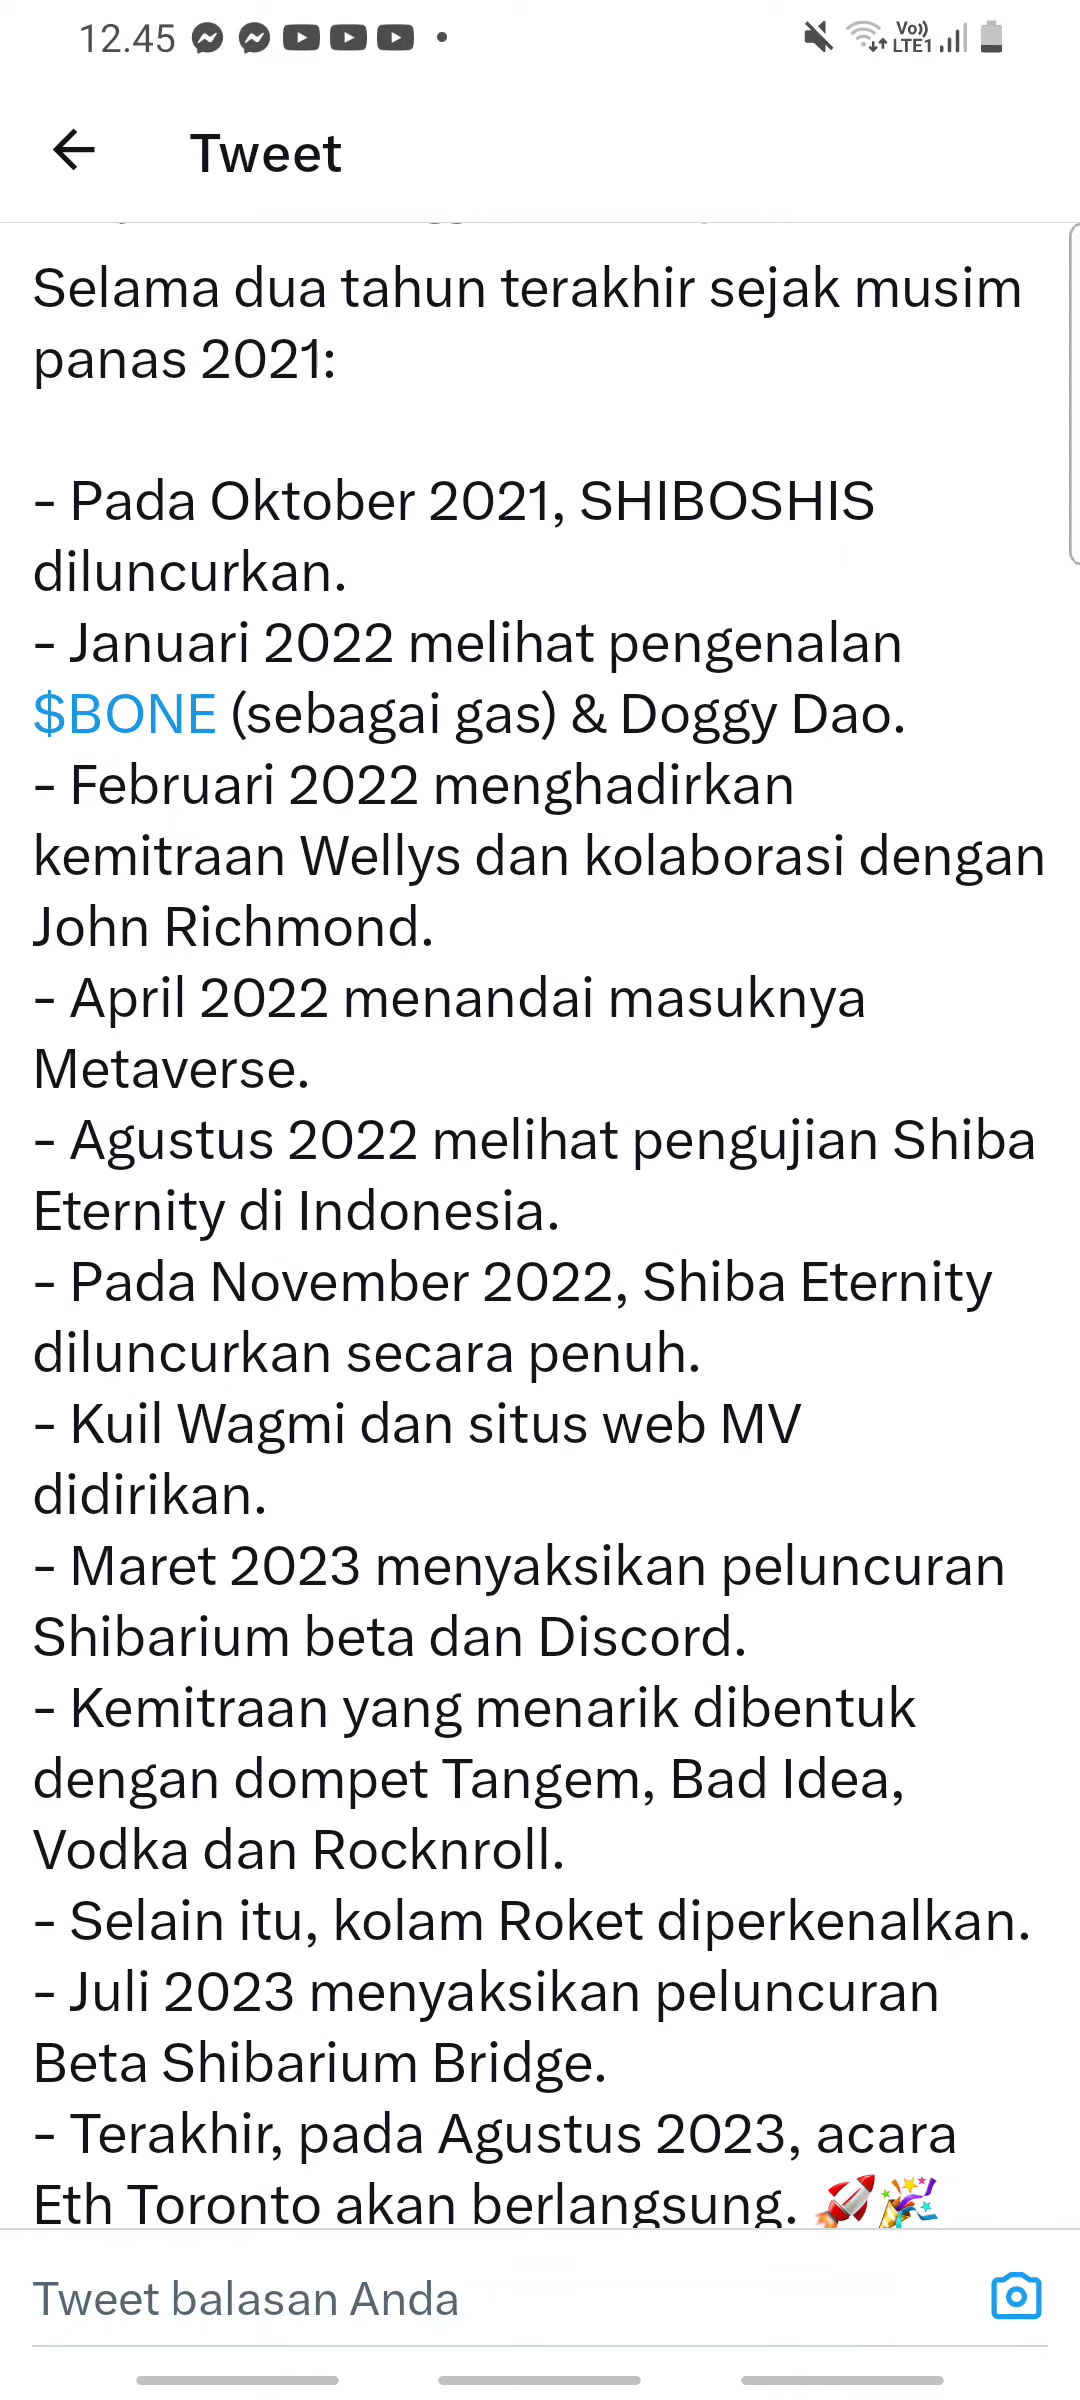 12.45
Vo))
LTE1
Tweet
Selama dua tahun terakhir sejak musim
panas 2021:
- Pada Oktober 2021, SHIBOSHIS
diluncurkan.
- Januari 2022 melihat pengenalan
$BONE (sebagai gas) & Doggy Dao.
- Februari 2022 menghadirkan
kemitraan Wellys dan kolaborasi dengan
John Richmond.
- April 2022 menandai masuknya
Metaverse.
- Agustus 2022 melihat pengujian Shiba
Eternity di Indonesia.
- Pada November 2022, Shiba Eternity
diluncurkan secara penuh.
- Kuil Wagmi dan situs web MV
didirikan.
- Maret 2023 menyaksikan peluncuran
Shibarium beta dan Discord.
- Kemitraan yang menarik dibentuk
dengan dompet Tangem, Bad Idea,
Vodka dan Rocknroll.
- Selain itu, kolam Roket diperkenalkan.
- Juli 2023 menyaksikan peluncuran
Beta Shibarium Bridge.
- Terakhir, pada Agustus 2023, acara
Eth Toronto akan berlangsung. 🚀🎉
Tweet balasan Anda